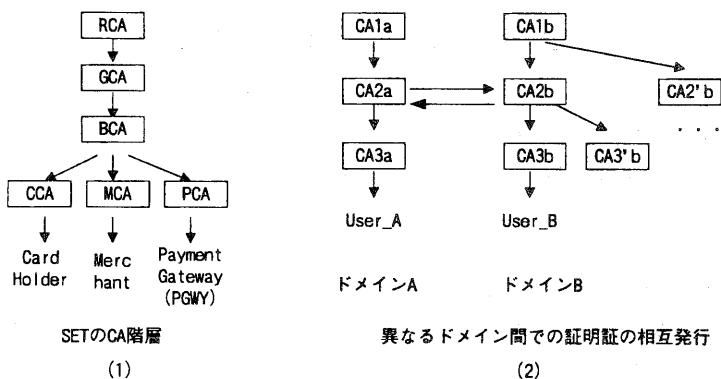 RCA
GCA
BCA
CCA
MCA
PCA
Card
Holder
Merc
hant
Payment
Gateway
(PGWY)
SETのCA階層
(1)
CA1a
CA1b
CA2a
CA2b
CA2'b
. . .
CA3a
CA3b
CA3'b
User_A
User_B
ドメインA
ドメインB
異なるドメイン間での証明証の相互発行
(2)